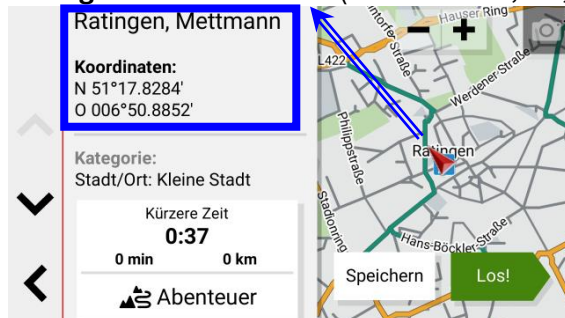 Ratingen, Mettmann
Koordinaten:
N 51°17.8284'
O 006°50.8852'
Kategorie:
Stadt/Ort: Kleine Stadt
Kürzere Zeit
0:37
0 min 0 km
Abenteuer
Hauser Ring
L422
Werdener Straße
Philippstraße
Ratingen
Stadionring
Hans-Böckler-Straße
Speichern
Los!